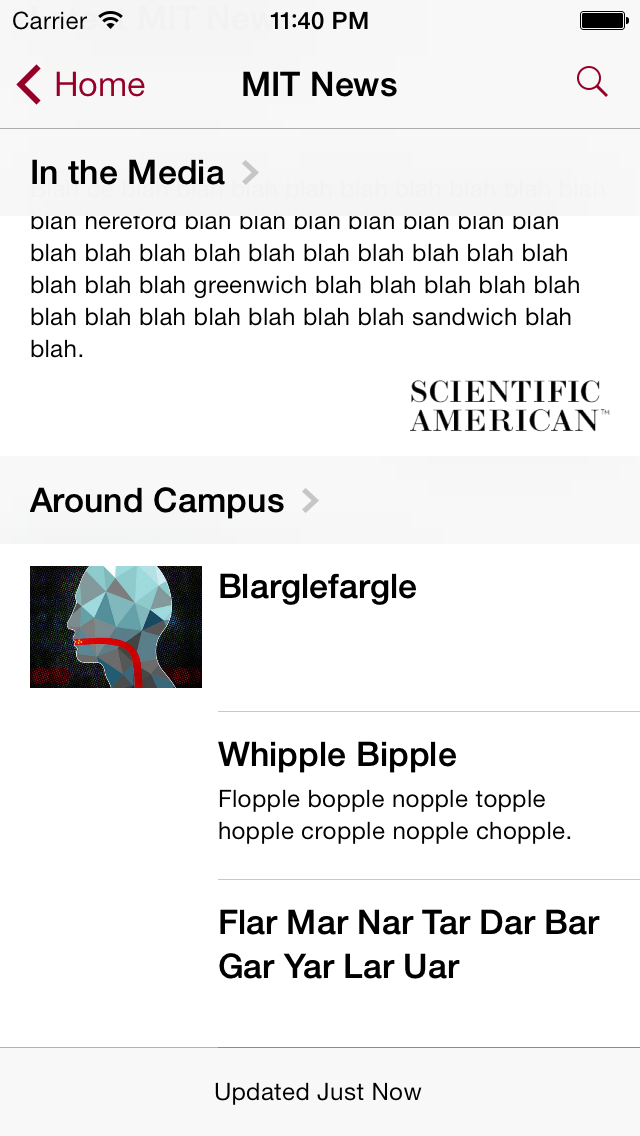 Carrier 11:40 PM
Home MIT News
In the Media
blah hereford blah blah blah blah blah blah blah
blah blah blah blah blah blah blah blah blah blah
blah blah blah greenwich blah blah blah blah blah
blah blah blah blah blah blah blah sandwich blah
blah.
SCIENTIFIC
AMERICAN™
Around Campus
Blarglefargle
Whipple Bipple
Flopple bopple nopple topple
hopple cropple nopple chopple.
Flar Mar Nar Tar Dar Bar
Gar Yar Lar Uar
Updated Just Now